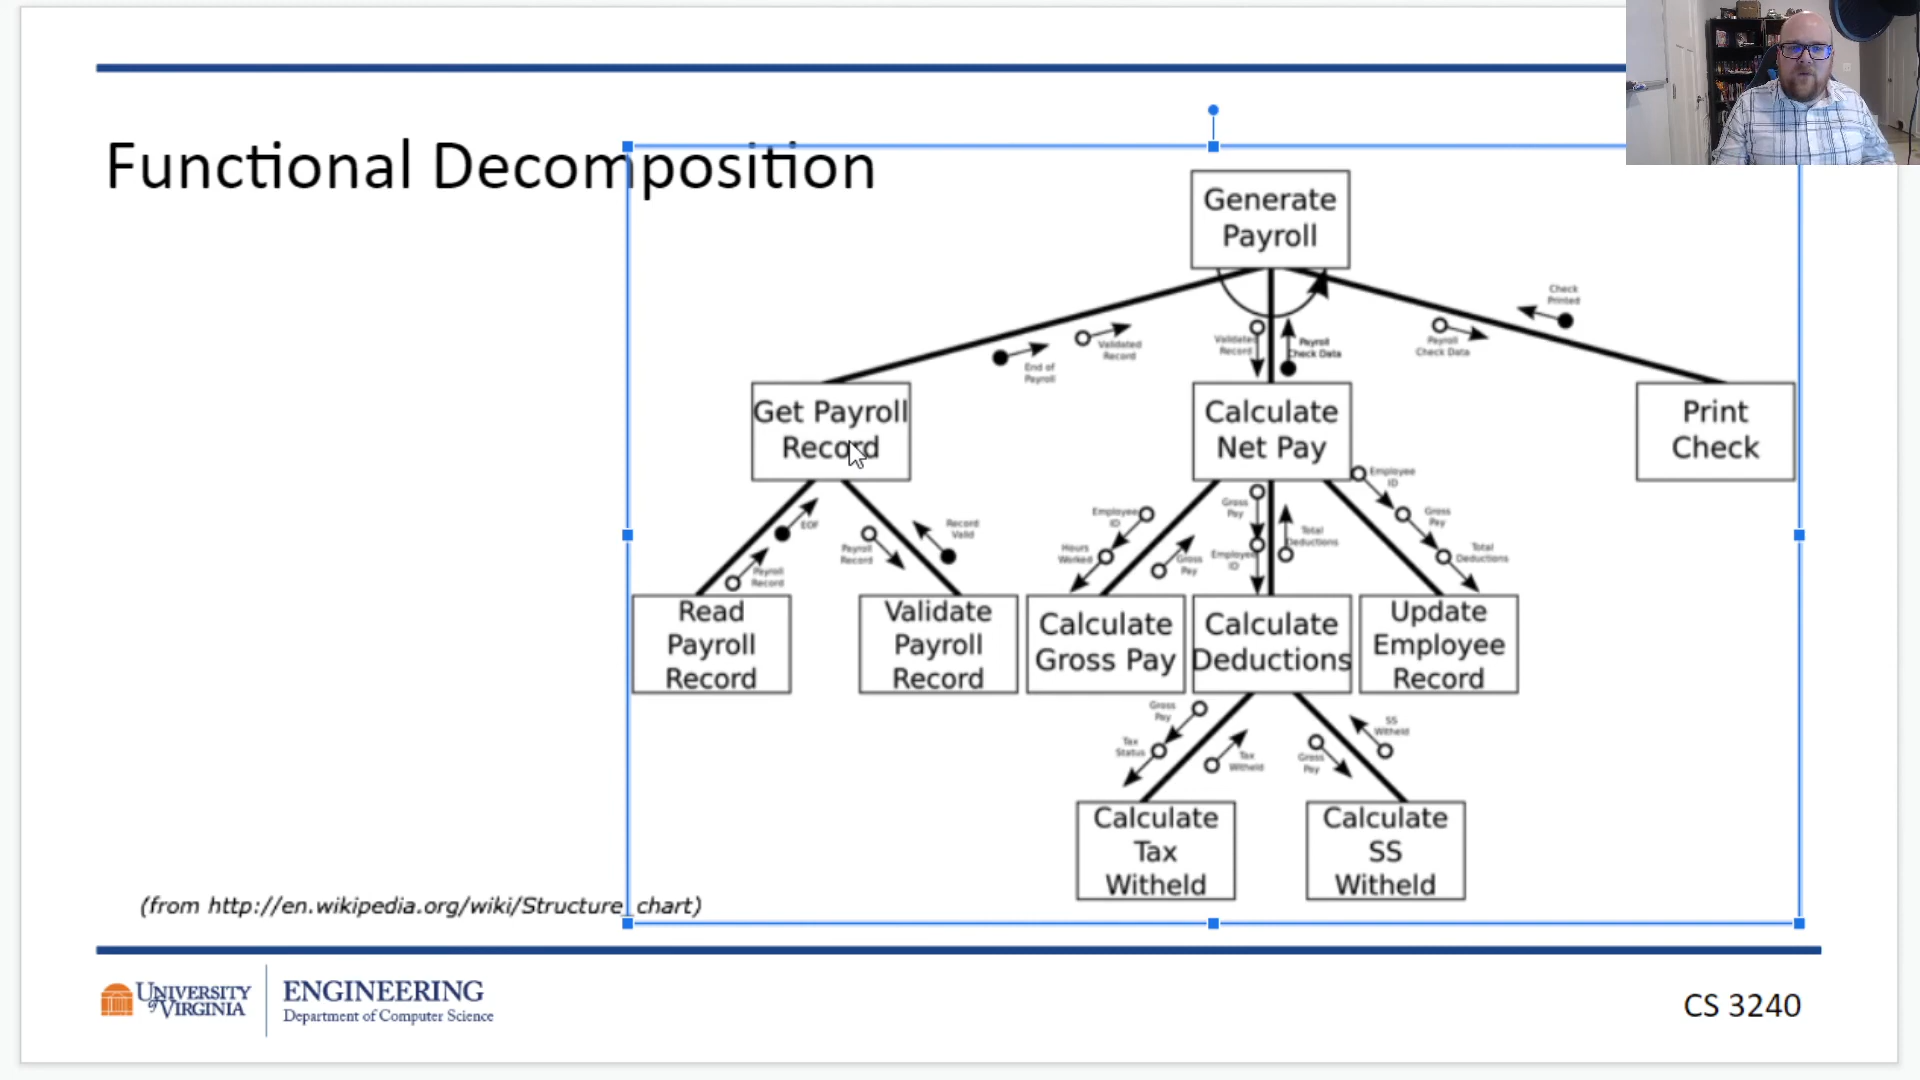 Functional Decomposition
Generate
Payroll
Check
Printed
Validated
Record
End of
Payroll
Validated
Record
Payroll
Check Data
Payroll
Check Data
Get Payroll
Record
Calculate
Net Pay
Print
Check
EOF
Payroll
Record
Payroll
Record
Record
Valid
Employee
ID
Hours
Worked
Gross
Pay
Gross
Pay
Employee
ID
Total
Deductions
Employee
ID
Gross
Pay
Total
Deductions
Read
Payroll
Record
Validate
Payroll
Record
Calculate
Gross Pay
Calculate
Deductions
Update
Employee
Record
Gross
Pay
Tax
Status
Tax
Witheld
Gross
Pay
SS
Witheld
Calculate
Tax
Witheld
Calculate
SS
Witheld
(from http://en.wikipedia.org/wiki/Structure_chart)
UNIVERSITY
of VIRGINIA
ENGINEERING
Department of Computer Science
CS 3240